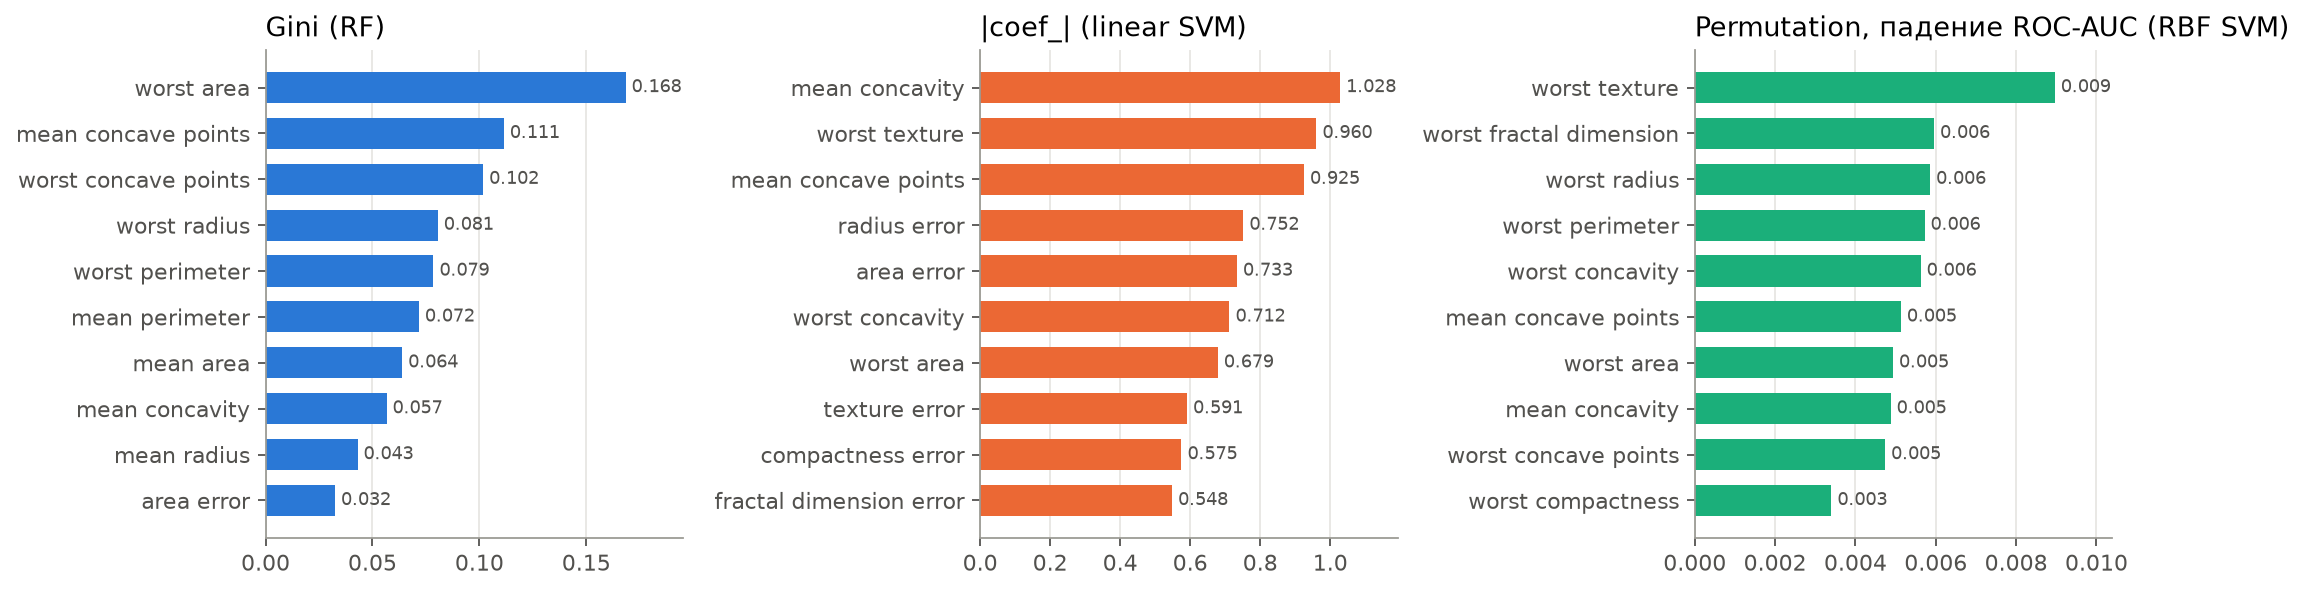 Gini (RF)
worst area
0.168
mean concave points
0.111
worst concave points
0.102
worst radius
0.081
worst perimeter
0.079
mean perimeter
0.072
mean area
0.064
mean concavity
0.057
mean radius
0.043
area error
0.032
0.00 0.05 0.10 0.15
|coef_| (linear SVM)
mean concavity
1.028
worst texture
0.960
mean concave points
0.925
radius error
0.752
area error
0.733
worst concavity
0.712
worst area
0.679
texture error
0.591
compactness error
0.575
fractal dimension error
0.548
0.0 0.2 0.4 0.6 0.8 1.0
Permutation, падение ROC-AUC (RBF SVM)
worst texture
0.009
worst fractal dimension
0.006
worst radius
0.006
worst perimeter
0.006
worst concavity
0.006
mean concave points
0.005
worst area
0.005
mean concavity
0.005
worst concave points
0.005
worst compactness
0.003
0.000 0.002 0.004 0.006 0.008 0.010